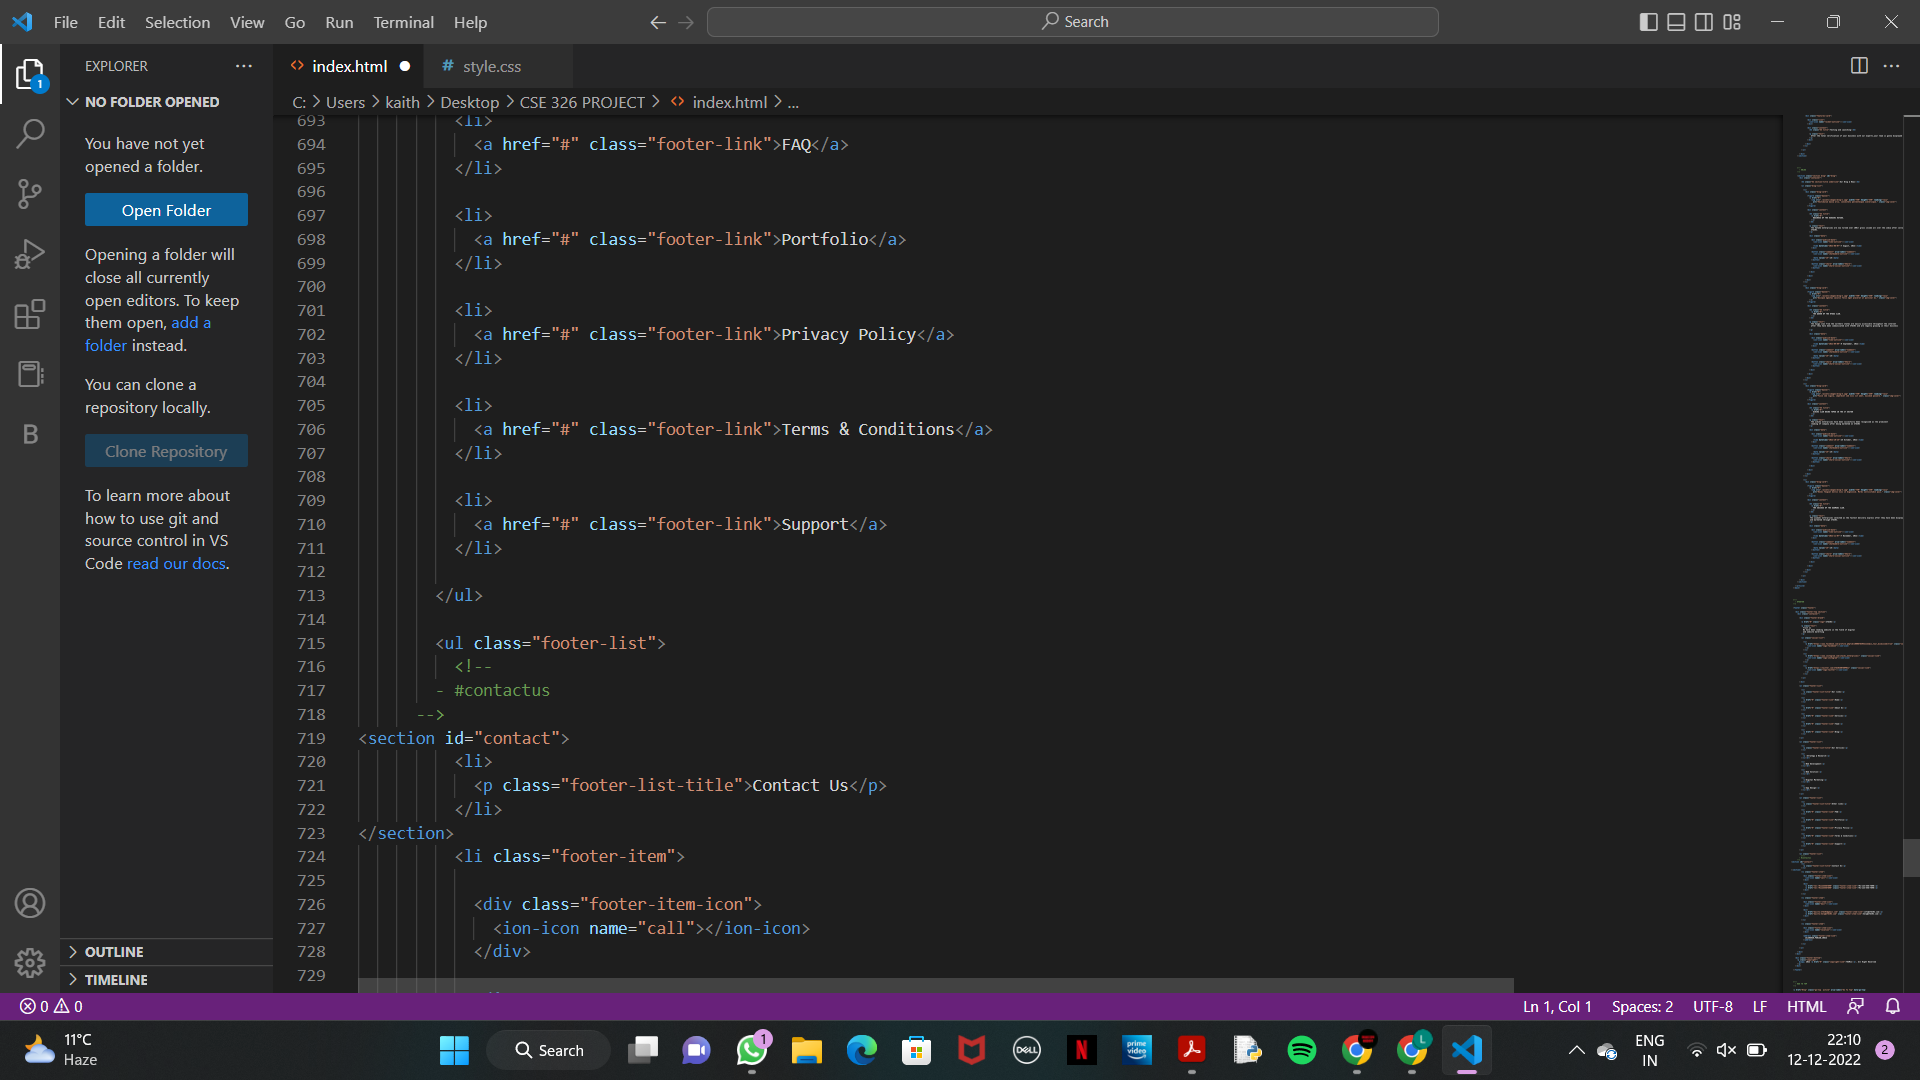 File Edit Selection View Go Run Terminal Help
Search
EXPLORER
1
NO FOLDER OPENED
You have not yet
opened a folder.
Open Folder
Opening a folder will
close all currently
open editors. To keep
them open, add a
folder instead.
You can clone a
repository locally.
Clone Repository
To learn more about
how to use git and
source control in VS
Code read our docs.
OUTLINE
TIMELINE
index.html
# style.css
C: > Users > kaith > Desktop > CSE 326 PROJECT > index.html > ...
693 <li>
694 <a href="#" class="footer-link">FAQ</a>
695 </li>
696
697 <li>
698 <a href="#" class="footer-link">Portfolio</a>
699 </li>
700
701 <li>
702 <a href="#" class="footer-link">Privacy Policy</a>
703 </li>
704
705 <li>
706 <a href="#" class="footer-link">Terms & Conditions</a>
707 </li>
708
709 <li>
710 <a href="#" class="footer-link">Support</a>
711 </li>
712
713 </ul>
714
715 <ul class="footer-list">
716 <!--
717 - #contactus
718 -->
719 <section id="contact">
720 <li>
721 <p class="footer-list-title">Contact Us</p>
722 </li>
723 </section>
724 <li class="footer-item">
725
726 <div class="footer-item-icon">
727 <ion-icon name="call"></ion-icon>
728 </div>
729
0 0
Ln 1, Col 1 Spaces: 2 UTF-8 LF HTML
11°C
Haze
Search
1
DELL
N
prime
video
L
ENG
IN
22:10
12-12-2022
2